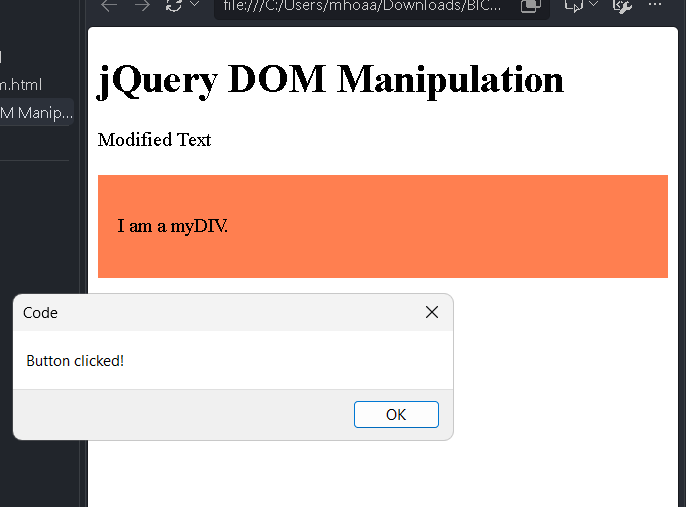 file:///C:/Users/mhoaa/Downloads/BIC...
jQuery DOM Manipulation
m.html
M Manip...
Modified Text
I am a myDIV.
Code
Button clicked!
OK